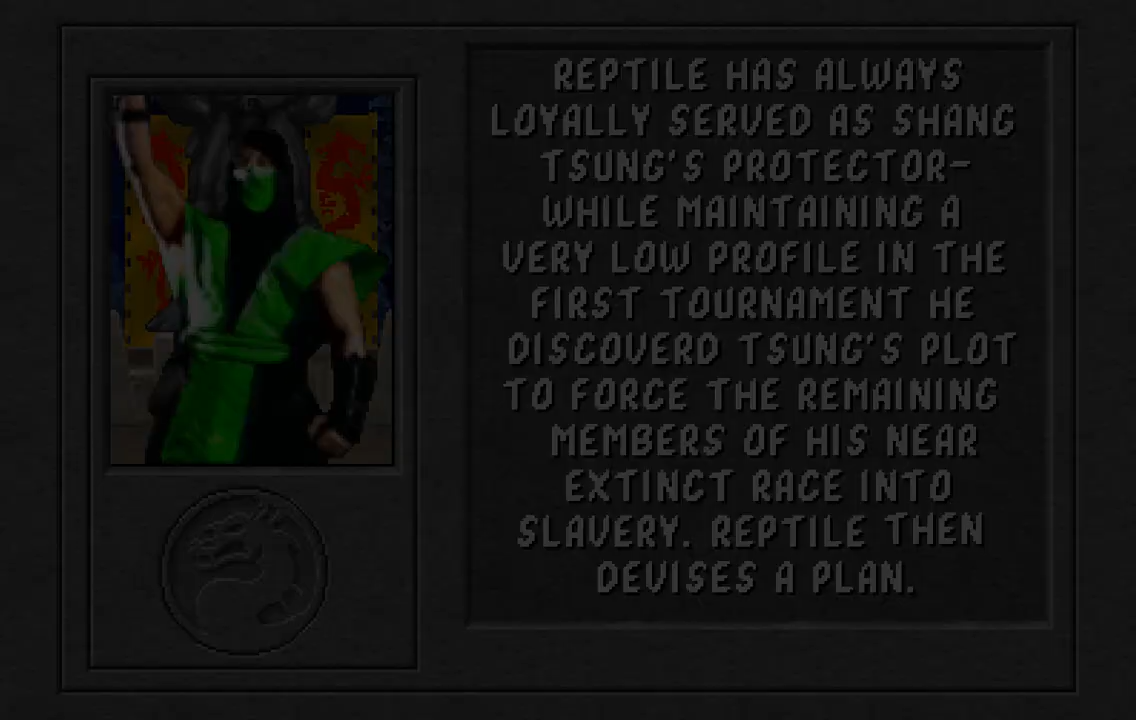 REPTILE HAS ALWAYS
LOYALLY SERVED AS SHANG
TSUNG'S PROTECTOR-
WHILE MAINTAINING A
VERY LOW PROFILE IN THE
FIRST TOURNAMENT HE
DISCOVERD TSUNG'S PLOT
TO FORCE THE REMAINING
MEMBERS OF HIS NEAR
EXTINCT RACE INTO
SLAVERY. REPTILE THEN
DEVISES A PLAN.